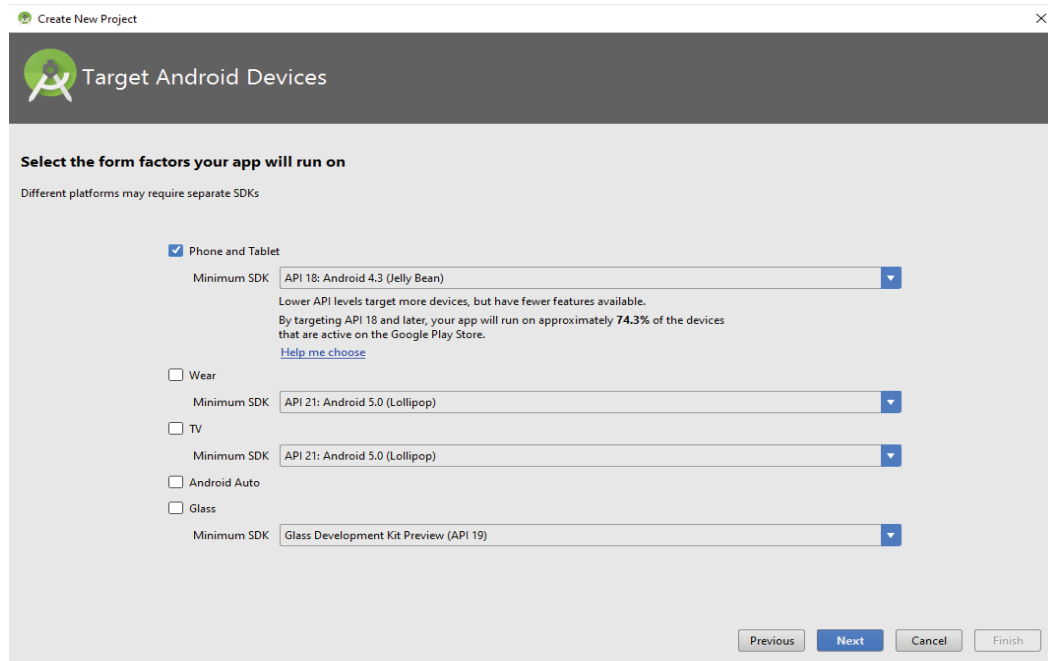 Create New Project
Target Android Devices
Select the form factors your app will run on
Different platforms may require separate SDKs
Phone and Tablet
Minimum SDK API 18: Android 4.3 (Jelly Bean)
Lower API levels target more devices, but have fewer features available.
By targeting API 18 and later, your app will run on approximately 74.3% of the devices
that are active on the Google Play Store.
Help me choose
Wear
Minimum SDK API 21: Android 5.0 (Lollipop)
TV
Minimum SDK API 21: Android 5.0 (Lollipop)
Android Auto
Glass
Minimum SDK Glass Development Kit Preview (API 19)
Previous Next Cancel Finish